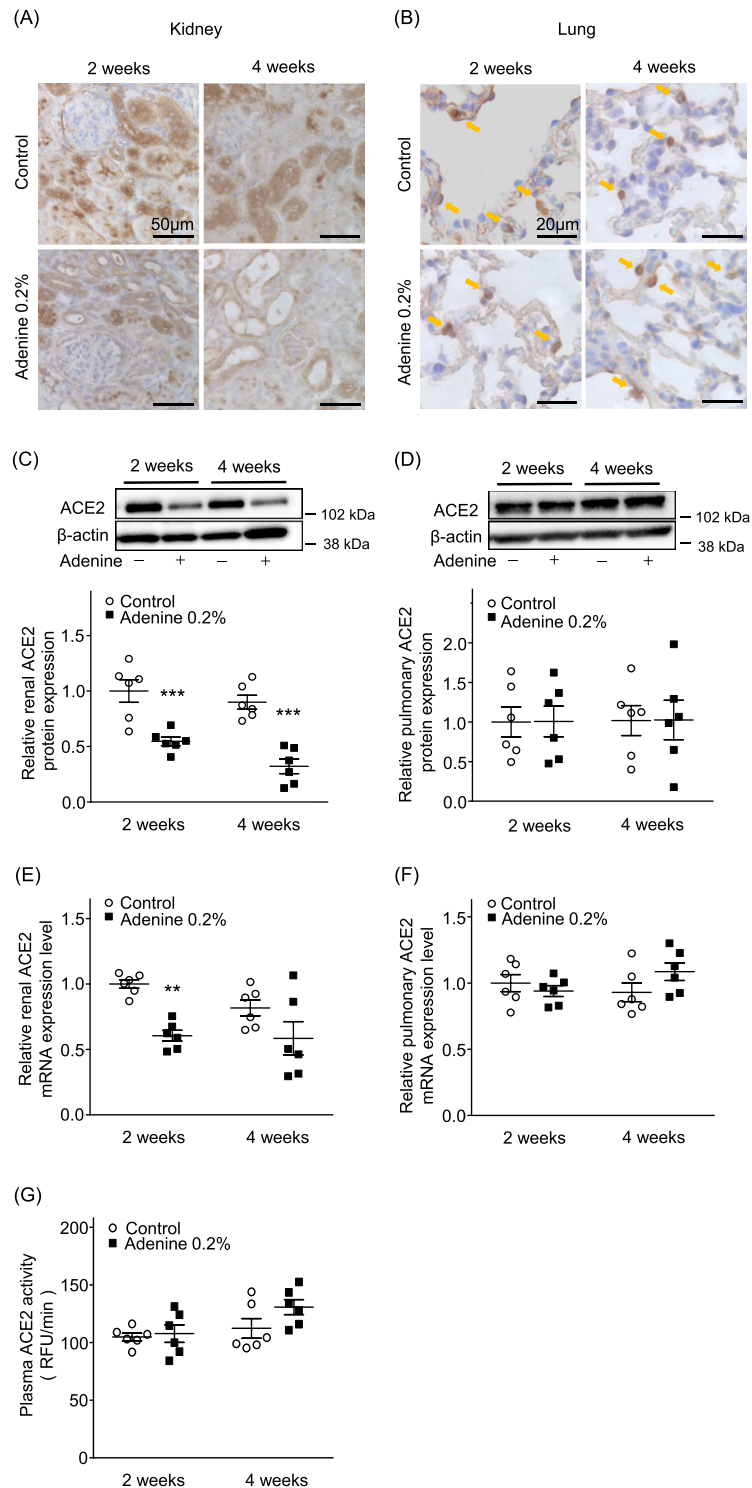 (A)
Kidney
2 weeks
4 weeks
Control
50μm
Adenine 0.2%
(B)
Lung
2 weeks
4 weeks
Control
20μm
Adenine 0.2%
(C)
2 weeks
4 weeks
ACE2
102 kDa
β-actin
38 kDa
Adenine
− + − +
Control
Adenine 0.2%
Relative renal ACE2
protein expression
1.5
1.0
0.5
0.0
***
***
2 weeks
4 weeks
(D)
2 weeks
4 weeks
ACE2
102 kDa
β-actin
38 kDa
Adenine
− + − +
Control
Adenine 0.2%
Relative pulmonary ACE2
protein expression
2.0
1.5
1.0
0.5
0.0
2 weeks
4 weeks
(E)
Control
Adenine 0.2%
Relative renal ACE2
mRNA expression level
1.5
1.0
0.5
0.0
**
2 weeks
4 weeks
(F)
Control
Adenine 0.2%
Relative pulmonary ACE2
mRNA expression level
1.5
1.0
0.5
0.0
2 weeks
4 weeks
(G)
Control
Adenine 0.2%
Plasma ACE2 activity
( RFU/min )
200
150
100
50
0
2 weeks
4 weeks